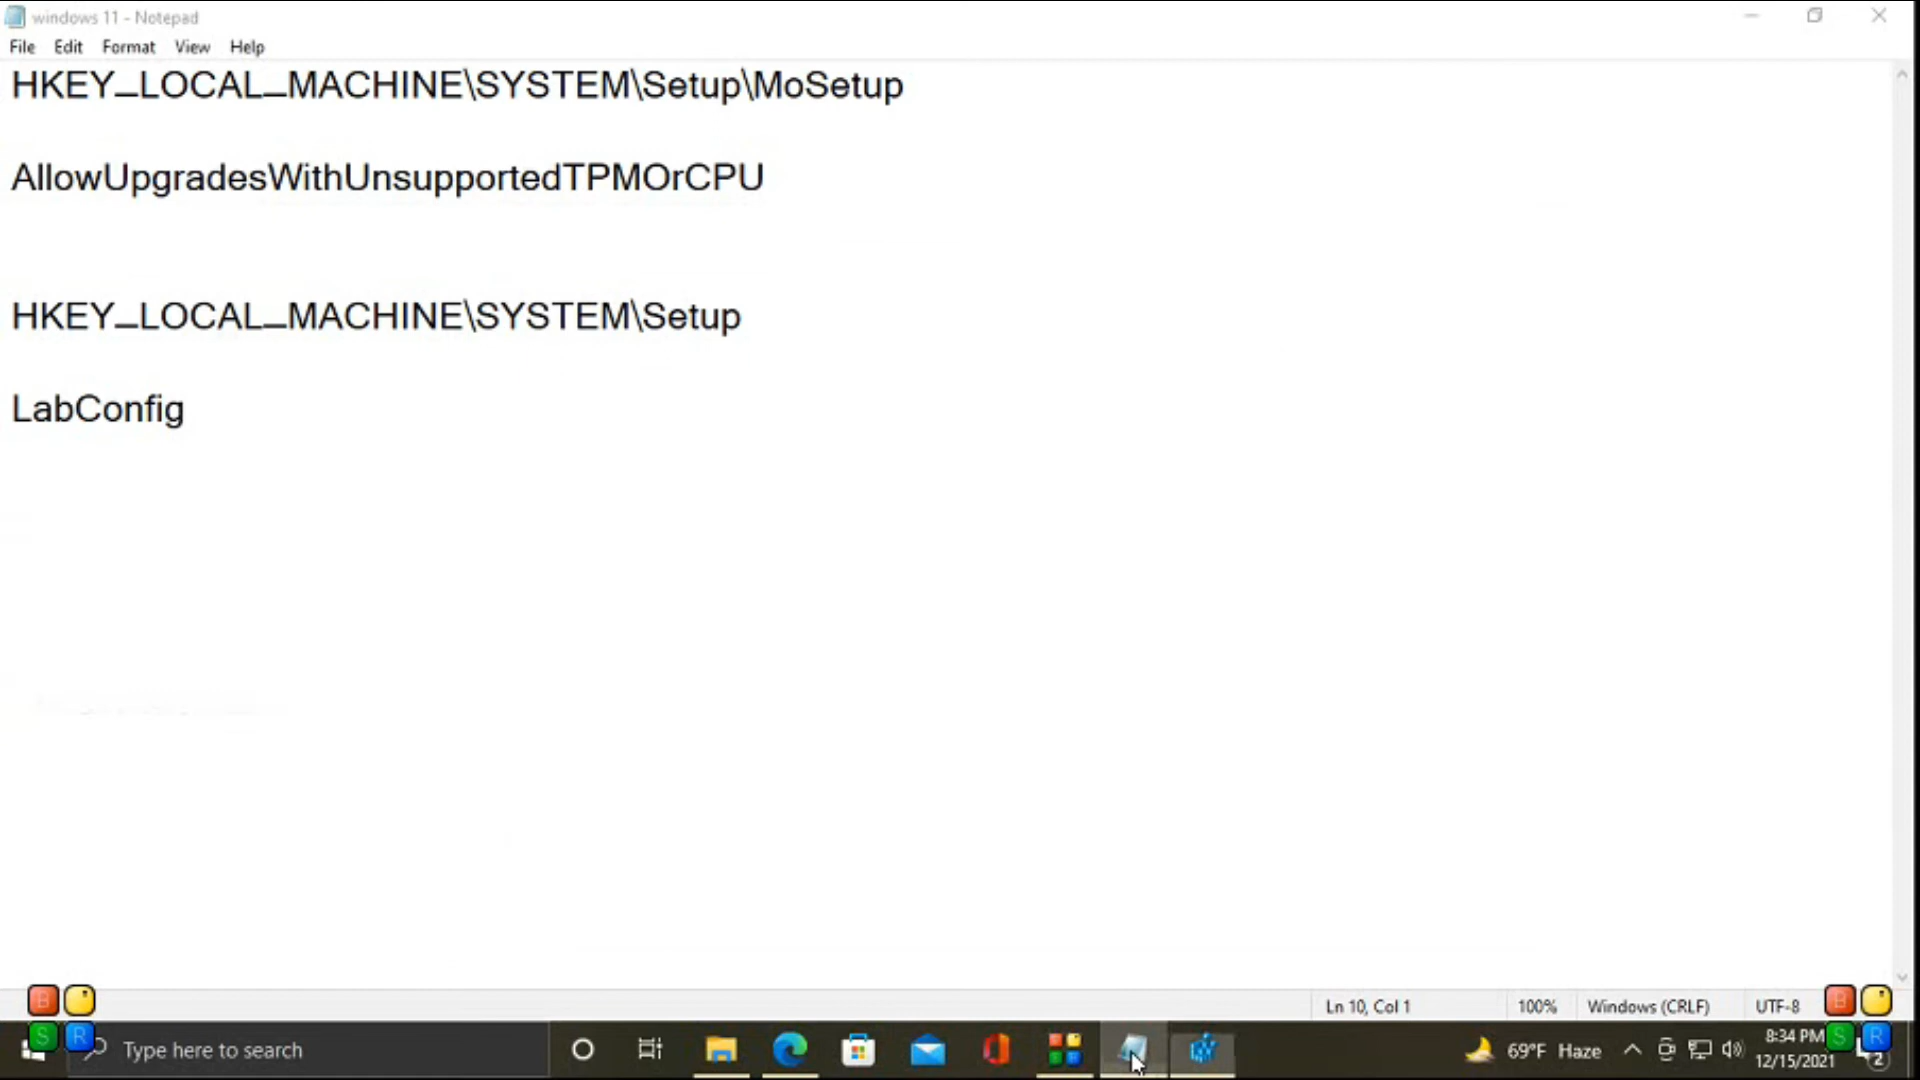 windows 11 - Notepad
File Edit Format View Help
HKEY_LOCAL_MACHINE\SYSTEM\Setup\MoSetup
AllowUpgradesWithUnsupportedTPMOrCPU
HKEY_LOCAL_MACHINE\SYSTEM\Setup
LabConfig
Ln 10, Col 1 100% Windows (CRLF) UTF-8
B B
S R S R
Type here to search 69°F Haze 8:34 PM
12/15/2021 2